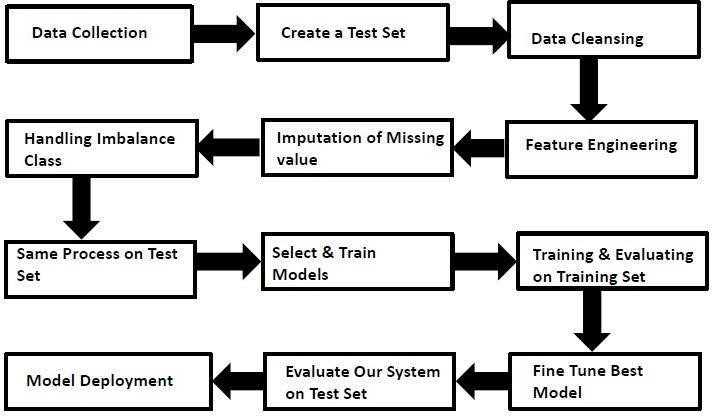 Data Collection
Create a Test Set
Data Cleansing
Feature Engineering
Imputation of Missing
value
Handling Imbalance
Class
Same Process on Test
Set
Select & Train
Models
Training & Evaluating
on Training Set
Fine Tune Best
Model
Evaluate Our System
on Test Set
Model Deployment